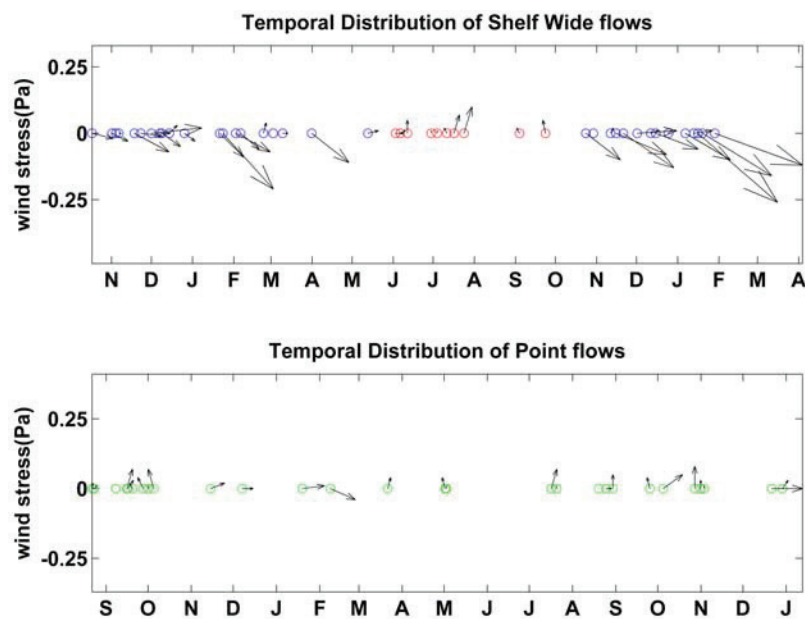 Temporal Distribution of Shelf Wide flows
wind stress(Pa)
0.25
0
-0.25
N D J F M A M J J A S O N D J F M A
Temporal Distribution of Point flows
wind stress(Pa)
0.25
0
-0.25
S O N D J F M A M J J A S O N D J